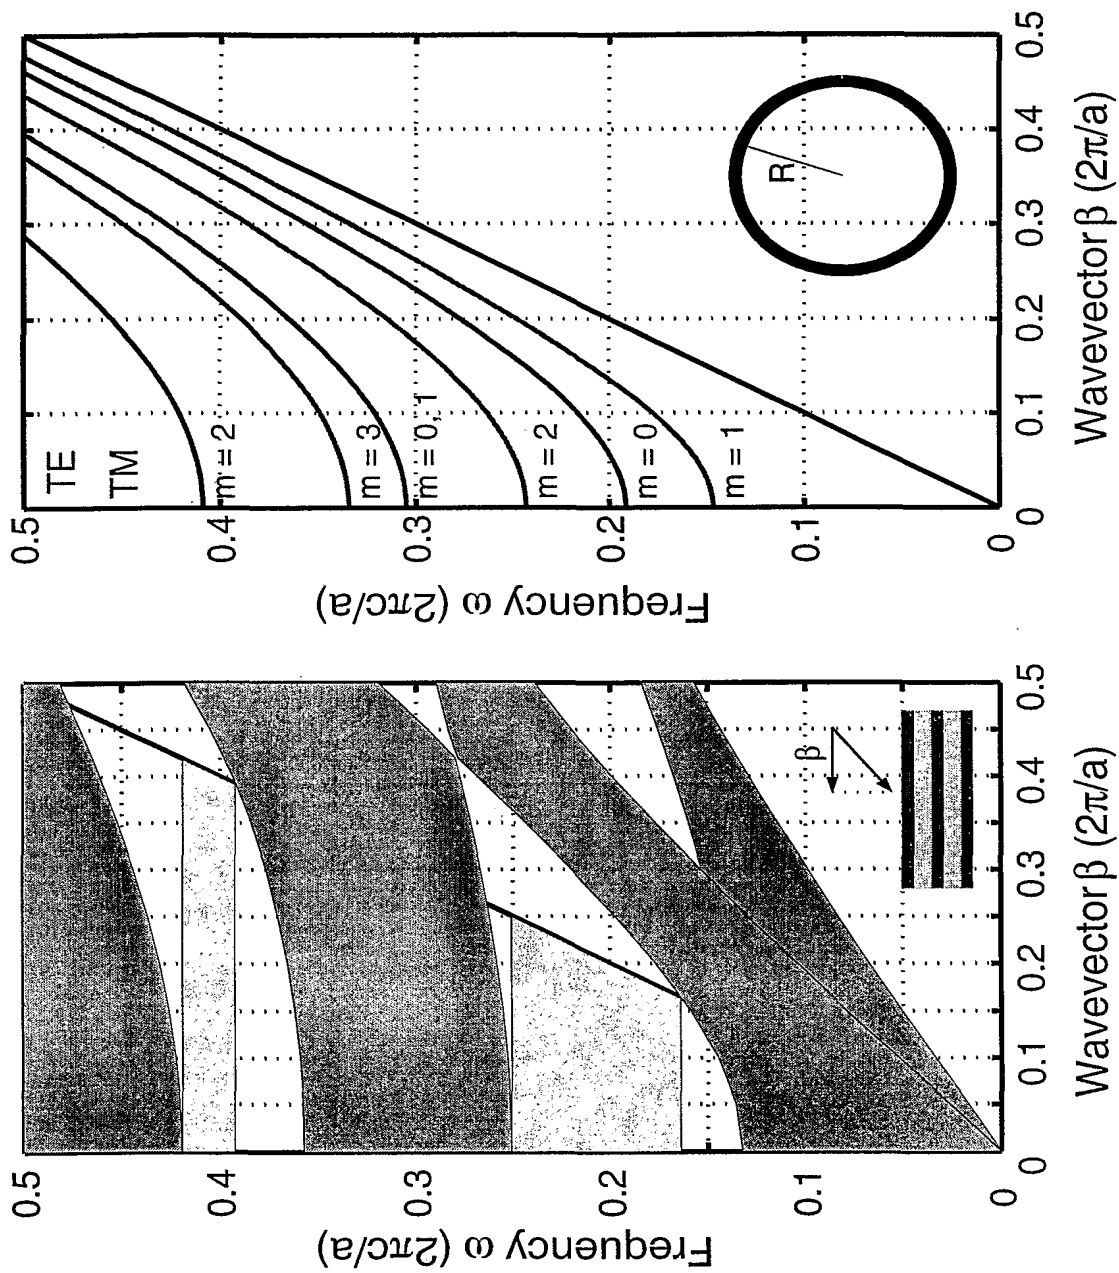 0.5
0.4
0.3
0.2
0.1
0
Frequency ω (2πc/a)
0
0.1
0.2
0.3
0.4
0.5
Wavevector β (2π/a)
β
0.5
0.4
0.3
0.2
0.1
0
Frequency ω (2πc/a)
0
0.1
0.2
0.3
0.4
0.5
Wavevector β (2π/a)
TE
TM
m = 2
m = 3
m = 0, 1
m = 2
m = 0
m = 1
R